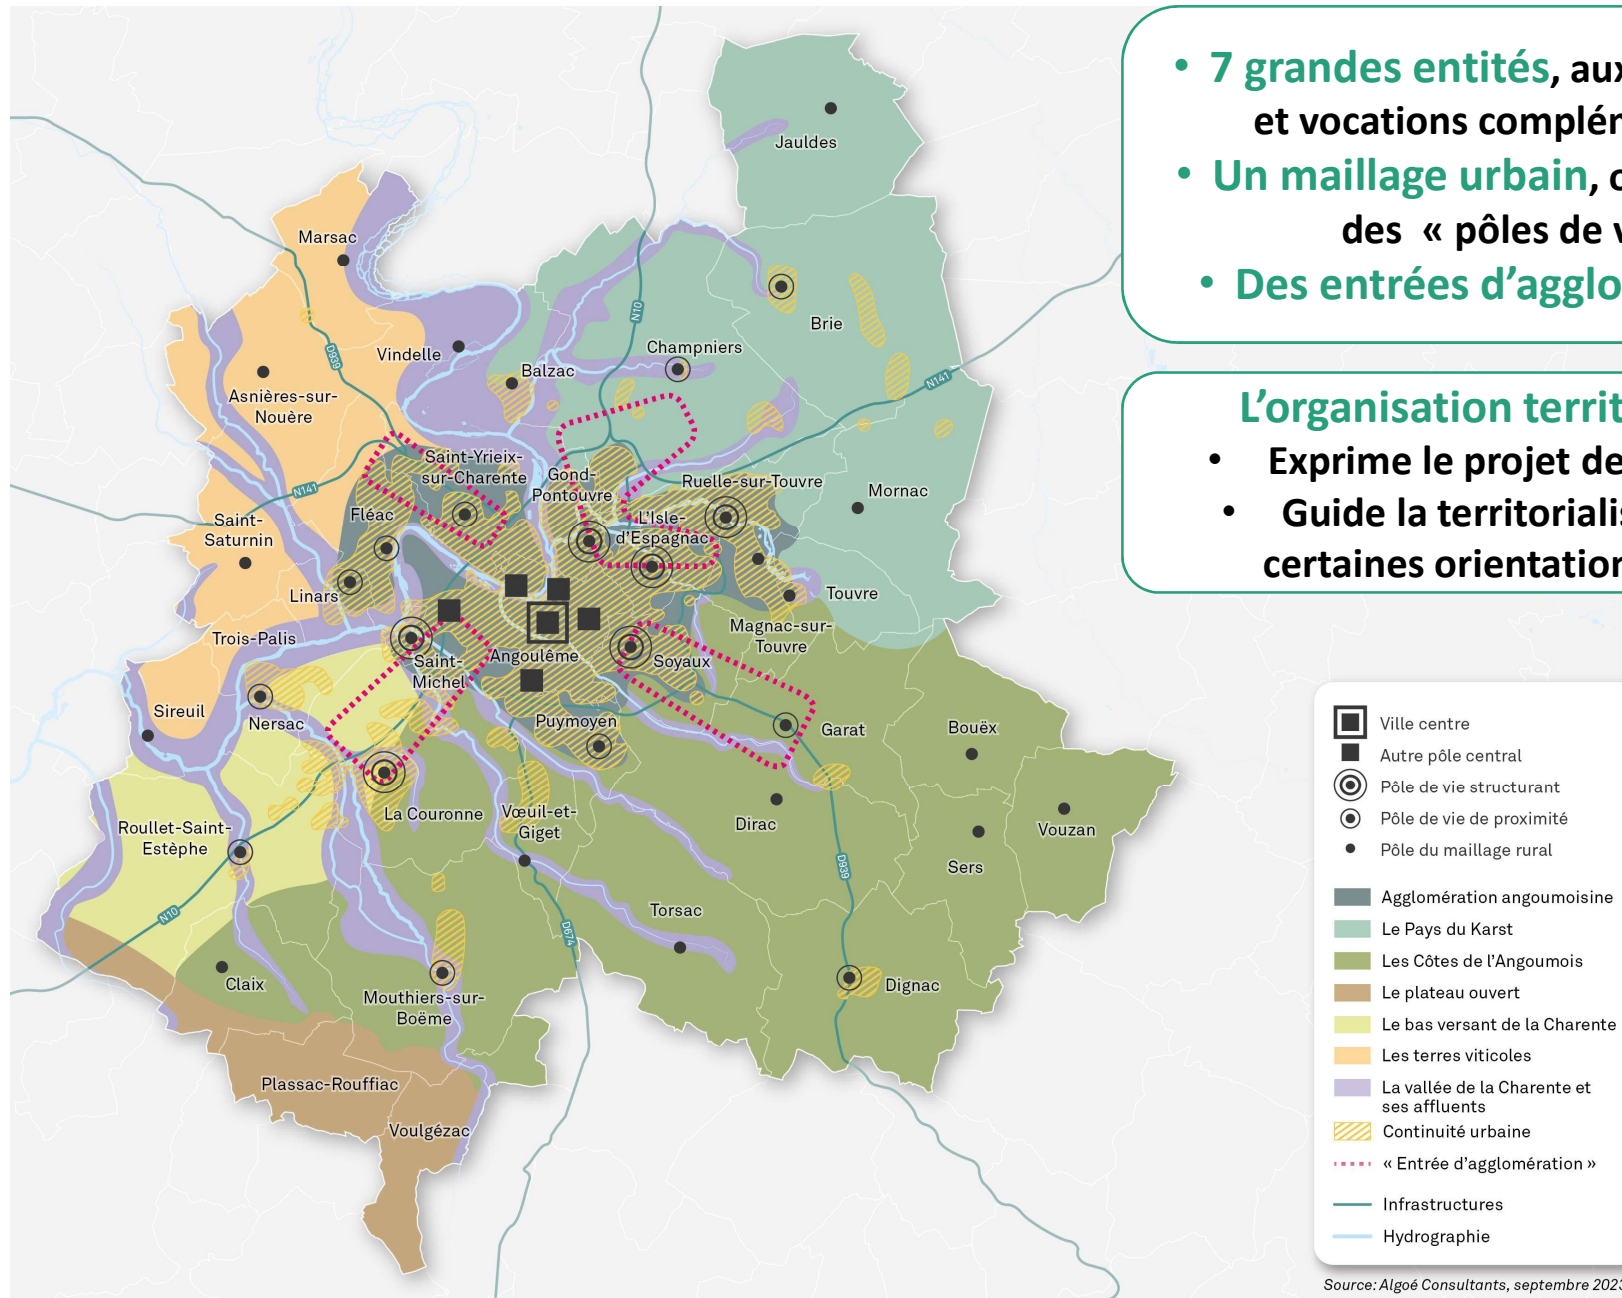 • 7 grandes entités, aux
et vocations complém
• Un maillage urbain, c
des « pôles de v
• Des entrées d’agglo
L’organisation territ
• Exprime le projet de
• Guide la territorialis
certaines orientation
Jauldes
Marsac
N10
Brie
D939
Vindelle
Champniers
Balzac
N141
Asnières-sur-
Nouère
Saint-Yrieix-
sur-Charente
Gond-
Pontouvre
Ruelle-sur-Touvre
Mornac
N141
Fléac
L’Isle-
d’Espagnac
Saint-
Saturnin
Linars
Touvre
Magnac-sur-
Touvre
Trois-Palis
Saint-
Michel
Angoulême
Soyaux
Sireuil
Nersac
Puymoyen
Garat
Bouëx
La Couronne
Vœuil-et-
Giget
Dirac
Vouzan
Roullet-Saint-
Estèphe
D939
Sers
N10
Torsac
D674
Claix
Dignac
Mouthiers-sur-
Boëme
Plassac-Rouffiac
Voulgézac
Ville centre
Autre pôle central
Pôle de vie structurant
Pôle de vie de proximité
Pôle du maillage rural
Agglomération angoumoisine
Le Pays du Karst
Les Côtes de l’Angoumois
Le plateau ouvert
Le bas versant de la Charente
Les terres viticoles
La vallée de la Charente et
ses affluents
Continuité urbaine
« Entrée d’agglomération »
Infrastructures
Hydrographie
Source: Algoé Consultants, septembre 2023